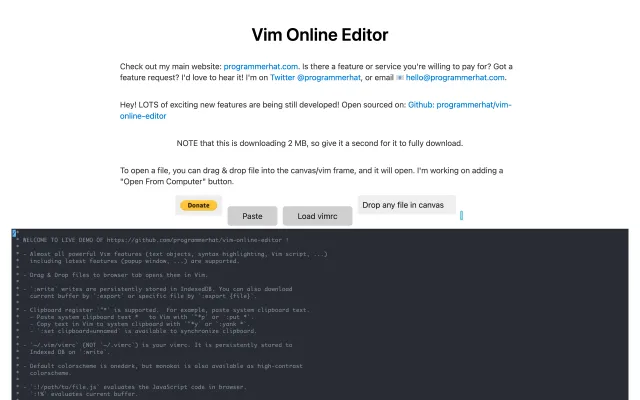 Vim Online Editor
Check out my main website: programmerhat.com. Is there a feature or service you're willing to pay for? Got a
feature request? I'd love to hear it! I'm on Twitter @programmerhat, or email 📧 hello@programmerhat.com.
Hey! LOTS of exciting new features are being still developed! Open sourced on: Github: programmerhat/vim-
online-editor
NOTE that this is downloading 2 MB, so give it a second for it to fully download.
To open a file, you can drag & drop file into the canvas/vim frame, and it will open. I'm working on adding a
"Open From Computer" button.
Donate
Paste
Load vimrc
Drop any file in canvas
/*
* WELCOME TO LIVE DEMO OF https://github.com/programmerhat/vim-online-editor !
*
* - Almost all powerful Vim features (text objects, syntax highlighting, Vim script, ...)
*   including latest features (popup window, ...) are supported.
*
* - Drag & Drop files to browser tab opens them in Vim.
*
* - `:write` writes are persistently stored in IndexedDB. You can also download
*   current buffer by `:export` or specific file by `:export {file}`.
*
* - Clipboard register `"*` is supported.  For example, paste system clipboard text.
*   - Paste system clipboard text *   to Vim with `"*p` or `:put *`.
*   - Copy text in Vim to system clipboard with `"*y` or `:yank *`.
*   - `:set clipboard=unnamed` is available to synchronize clipboard.
*
* - `~/.vim/vimrc` (NOT `~/.vimrc`) is your vimrc. It is persistently stored to
*   Indexed DB on `:write`.
*
* - Default colorscheme is onedark, but monokai is also available as high-contrast
*   colorscheme.
*
* - `:!/path/to/file.js` evaluates the JavaScript code in browser.
*   `:!%` evaluates current buffer.